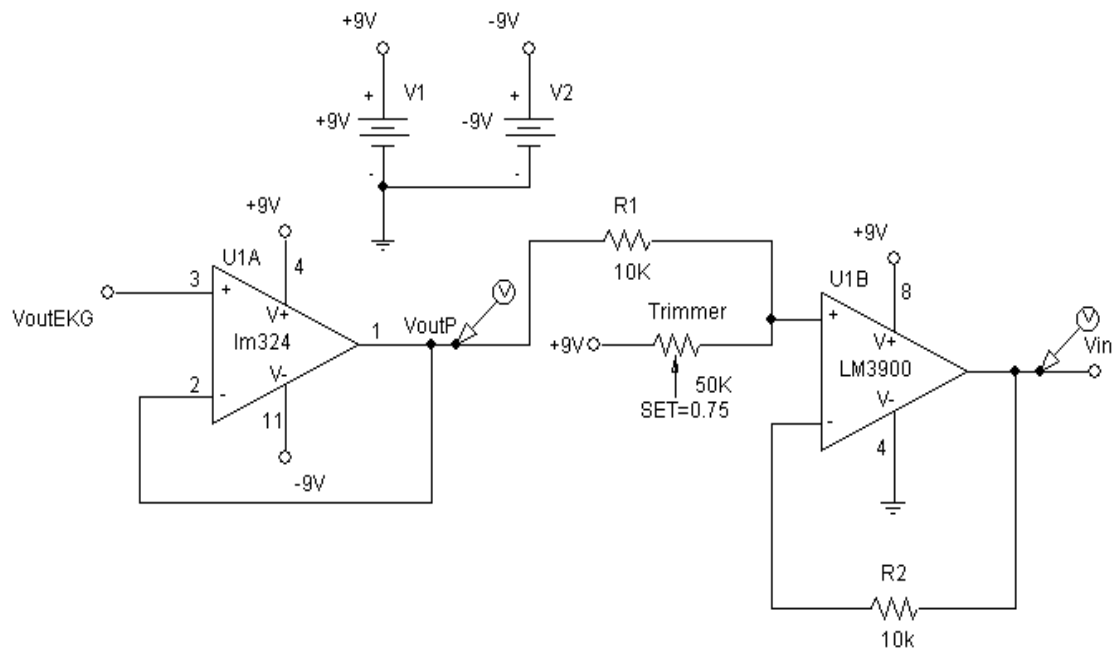 +9V
-9V
+
V1
+
V2
+9V
-9V
-
-
+9V
R1
+9V
U1A
4
10K
U1B
8
3
+
V+
VoutEKG
lm324
1
VoutP
V
Trimmer
+
V+
V
Vin
+9V
LM3900
50K
SET=0.75
2
-
V-
11
-9V
-
V-
4
R2
10k